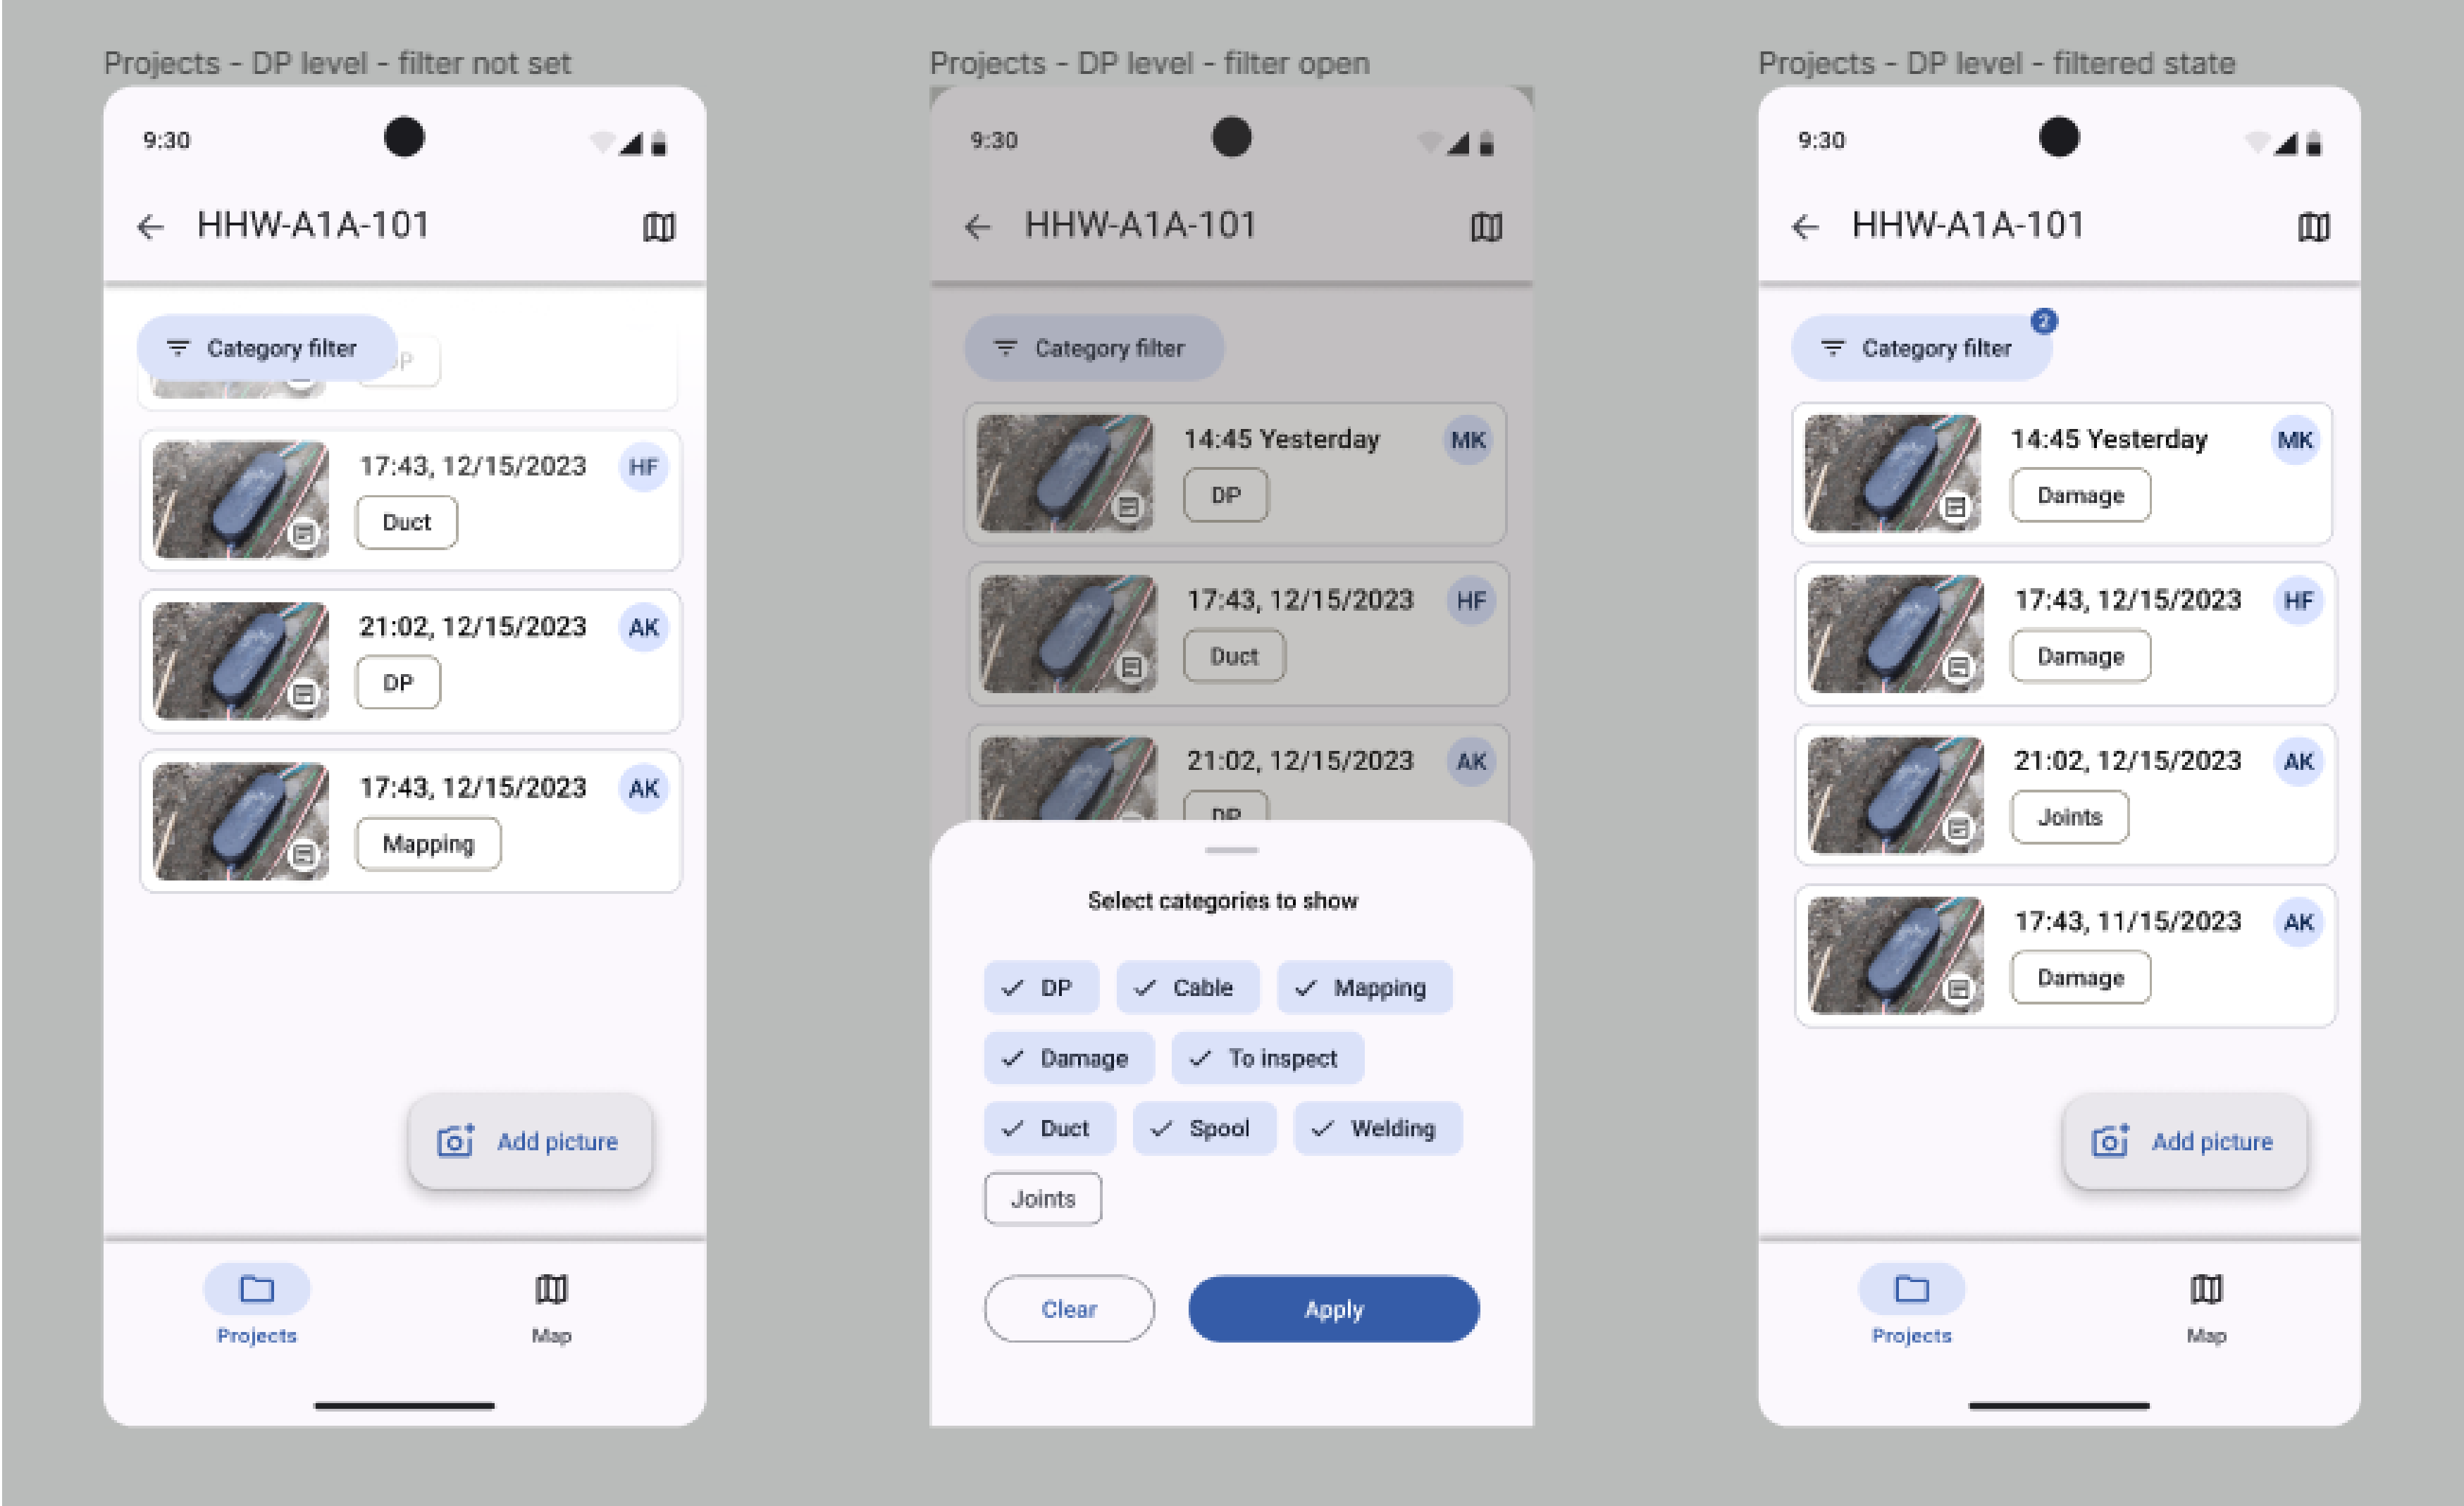 Projects - DP level - filter not set
9:30
HHW-A1A-101
Category filter
DP
17:43, 12/15/2023
HF
Duct
21:02, 12/15/2023
AK
DP
17:43, 12/15/2023
AK
Mapping
Add picture
Projects
Map
Projects - DP level - filter open
9:30
HHW-A1A-101
Category filter
14:45 Yesterday
MK
DP
17:43, 12/15/2023
HF
Duct
21:02, 12/15/2023
AK
DP
Select categories to show
DP
Cable
Mapping
Damage
To inspect
Duct
Spool
Welding
Joints
Clear
Apply
Projects - DP level - filtered state
9:30
HHW-A1A-101
Category filter
2
14:45 Yesterday
MK
Damage
17:43, 12/15/2023
HF
Damage
21:02, 12/15/2023
AK
Joints
17:43, 11/15/2023
AK
Damage
Add picture
Projects
Map